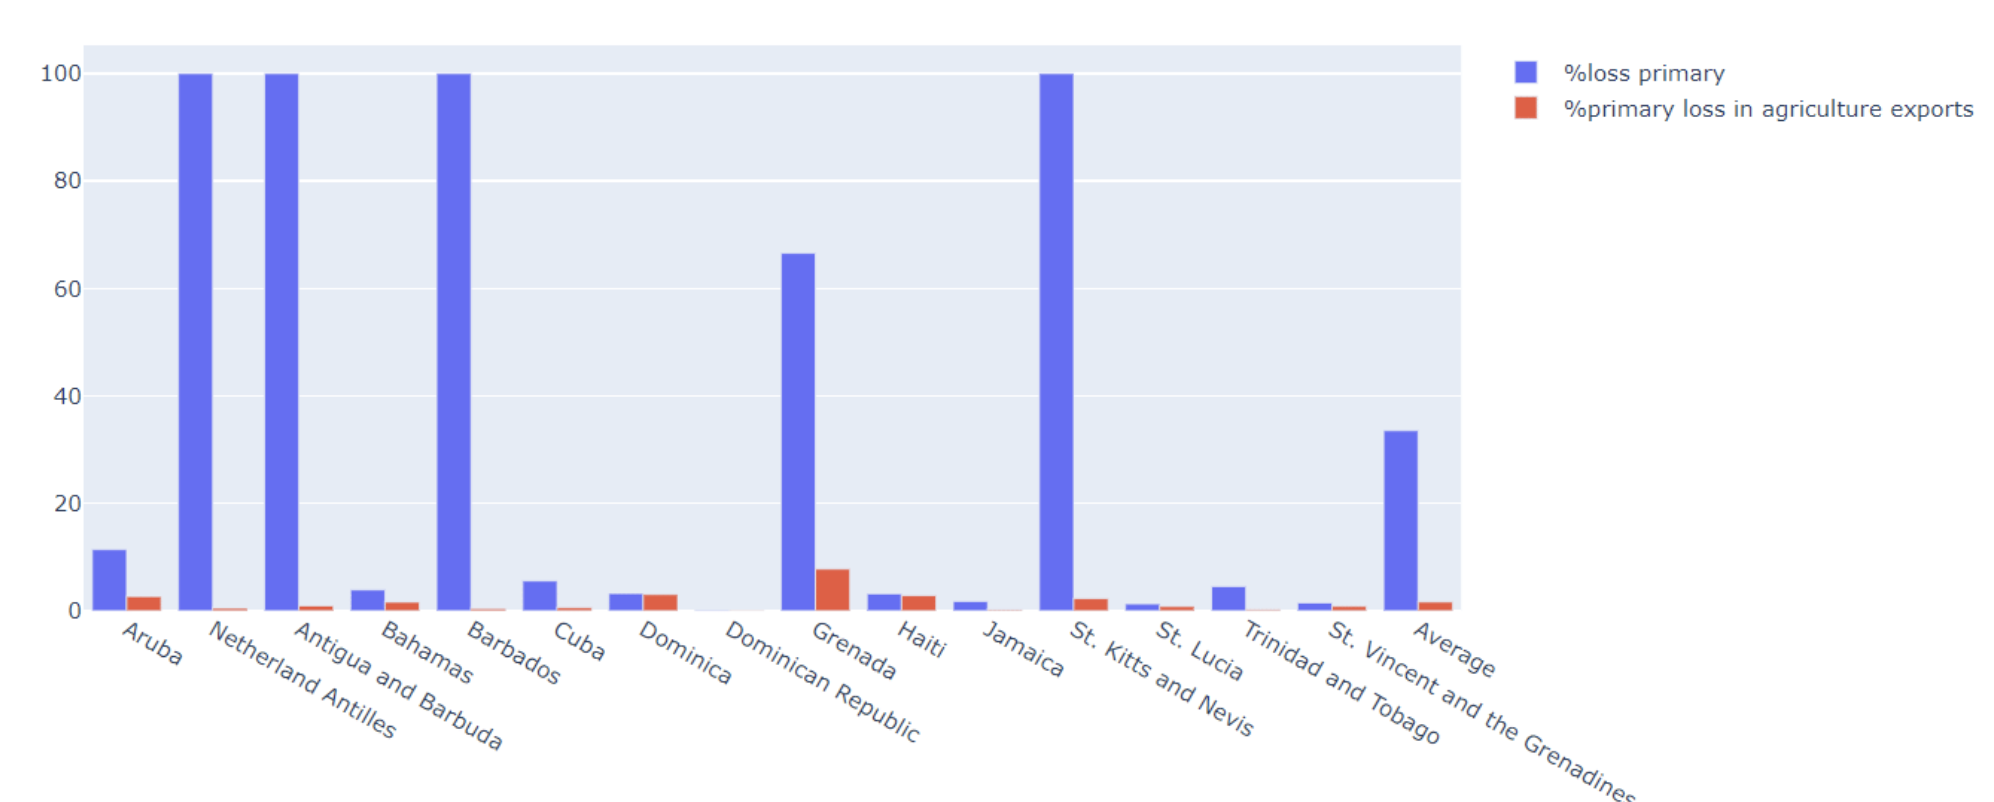 %loss primary
%primary loss in agriculture exports
100
80
60
40
20
0
Aruba
Netherland Antilles
Antigua and Barbuda
Bahamas
Barbados
Cuba
Dominica
Dominican Republic
Grenada
Haiti
Jamaica
St. Kitts and Nevis
St. Lucia
Trinidad and Tobago
St. Vincent and the Grenadines
Average